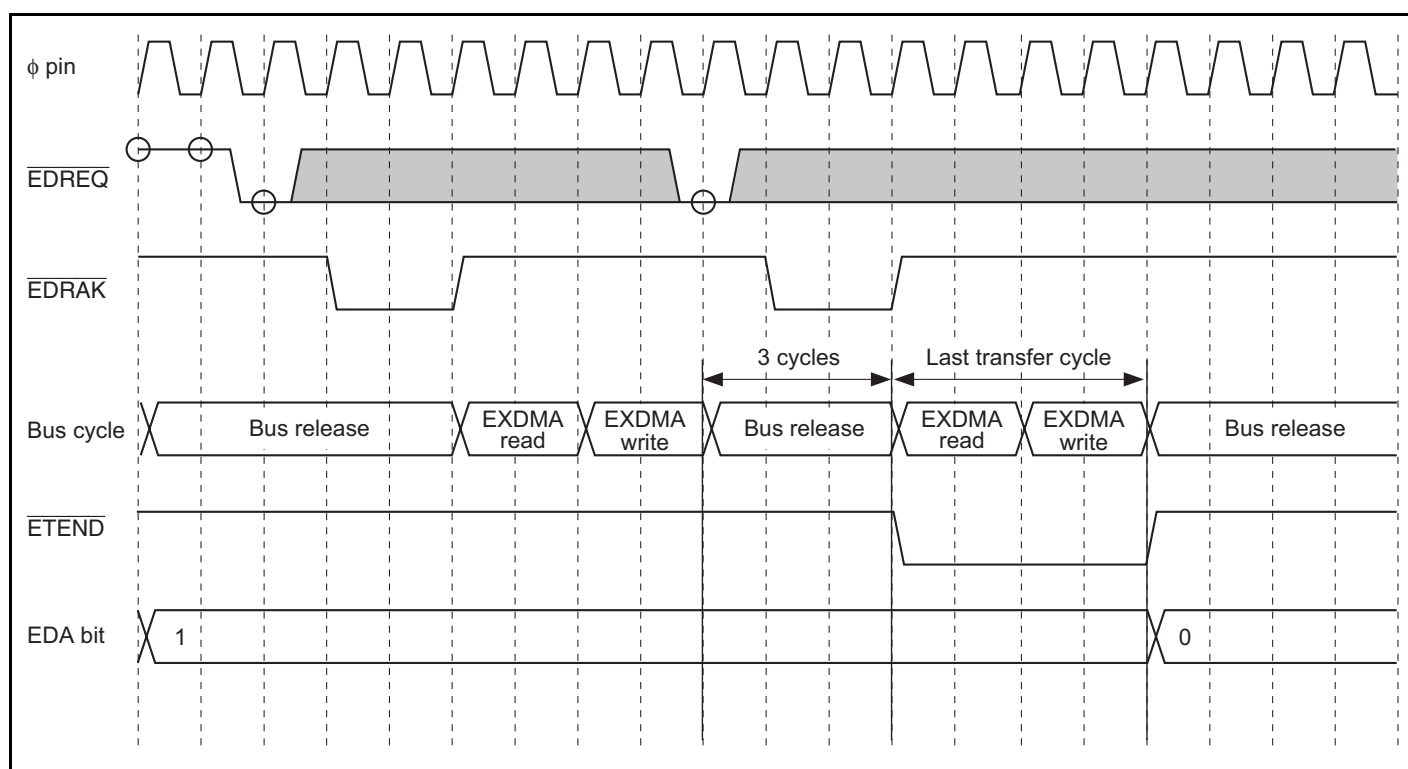 ϕ pin
EDREQ
EDRAK
3 cycles
Last transfer cycle
Bus cycle
Bus release
EXDMA
read
EXDMA
write
Bus release
EXDMA
read
EXDMA
write
Bus release
ETEND
EDA bit
1
0